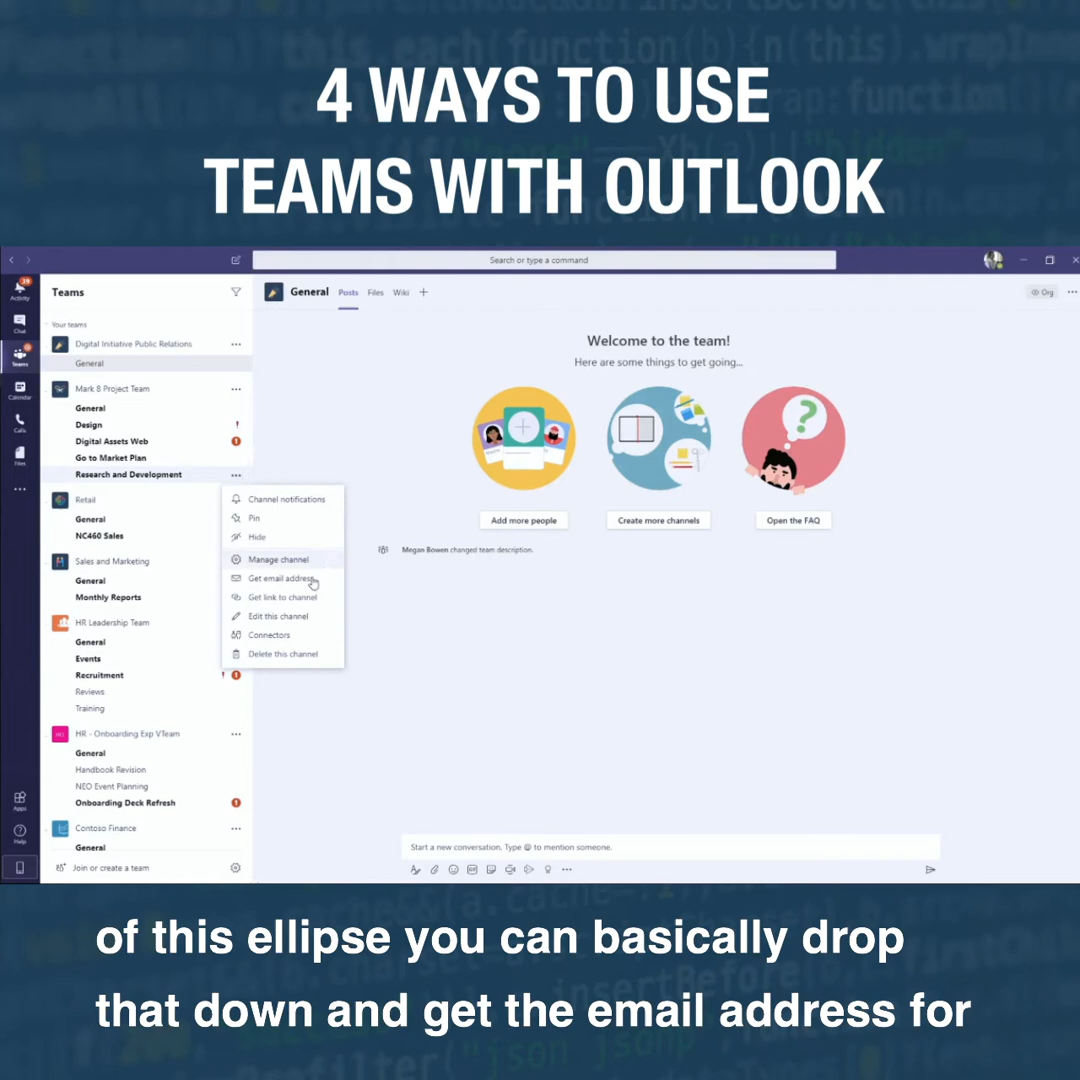 4 WAYS TO USE
TEAMS WITH OUTLOOK
Search or type a command
39
Activity
Chat
Teams
Calendar
Calls
Files
Apps
Help
Teams
Your teams
Digital Initiative Public Relations
General
Mark 8 Project Team
General
Design
!
Digital Assets Web
1
Go to Market Plan
Research and Development
Retail
General
NC460 Sales
Sales and Marketing
General
Monthly Reports
HR Leadership Team
General
Events
Recruitment
! 1
Reviews
Training
HR - Onboarding Exp VTeam
General
Handbook Revision
NEO Event Planning
Onboarding Deck Refresh
1
Contoso Finance
General
Join or create a team
Channel notifications
Pin
Hide
Manage channel
Get email address
Get link to channel
Edit this channel
Connectors
Delete this channel
General Posts Files Wiki +
Org
Welcome to the team!
Here are some things to get going...
Add more people
Create more channels
Open the FAQ
Megan Bowen changed team description.
Start a new conversation. Type @ to mention someone.
of this ellipse you can basically drop
that down and get the email address for